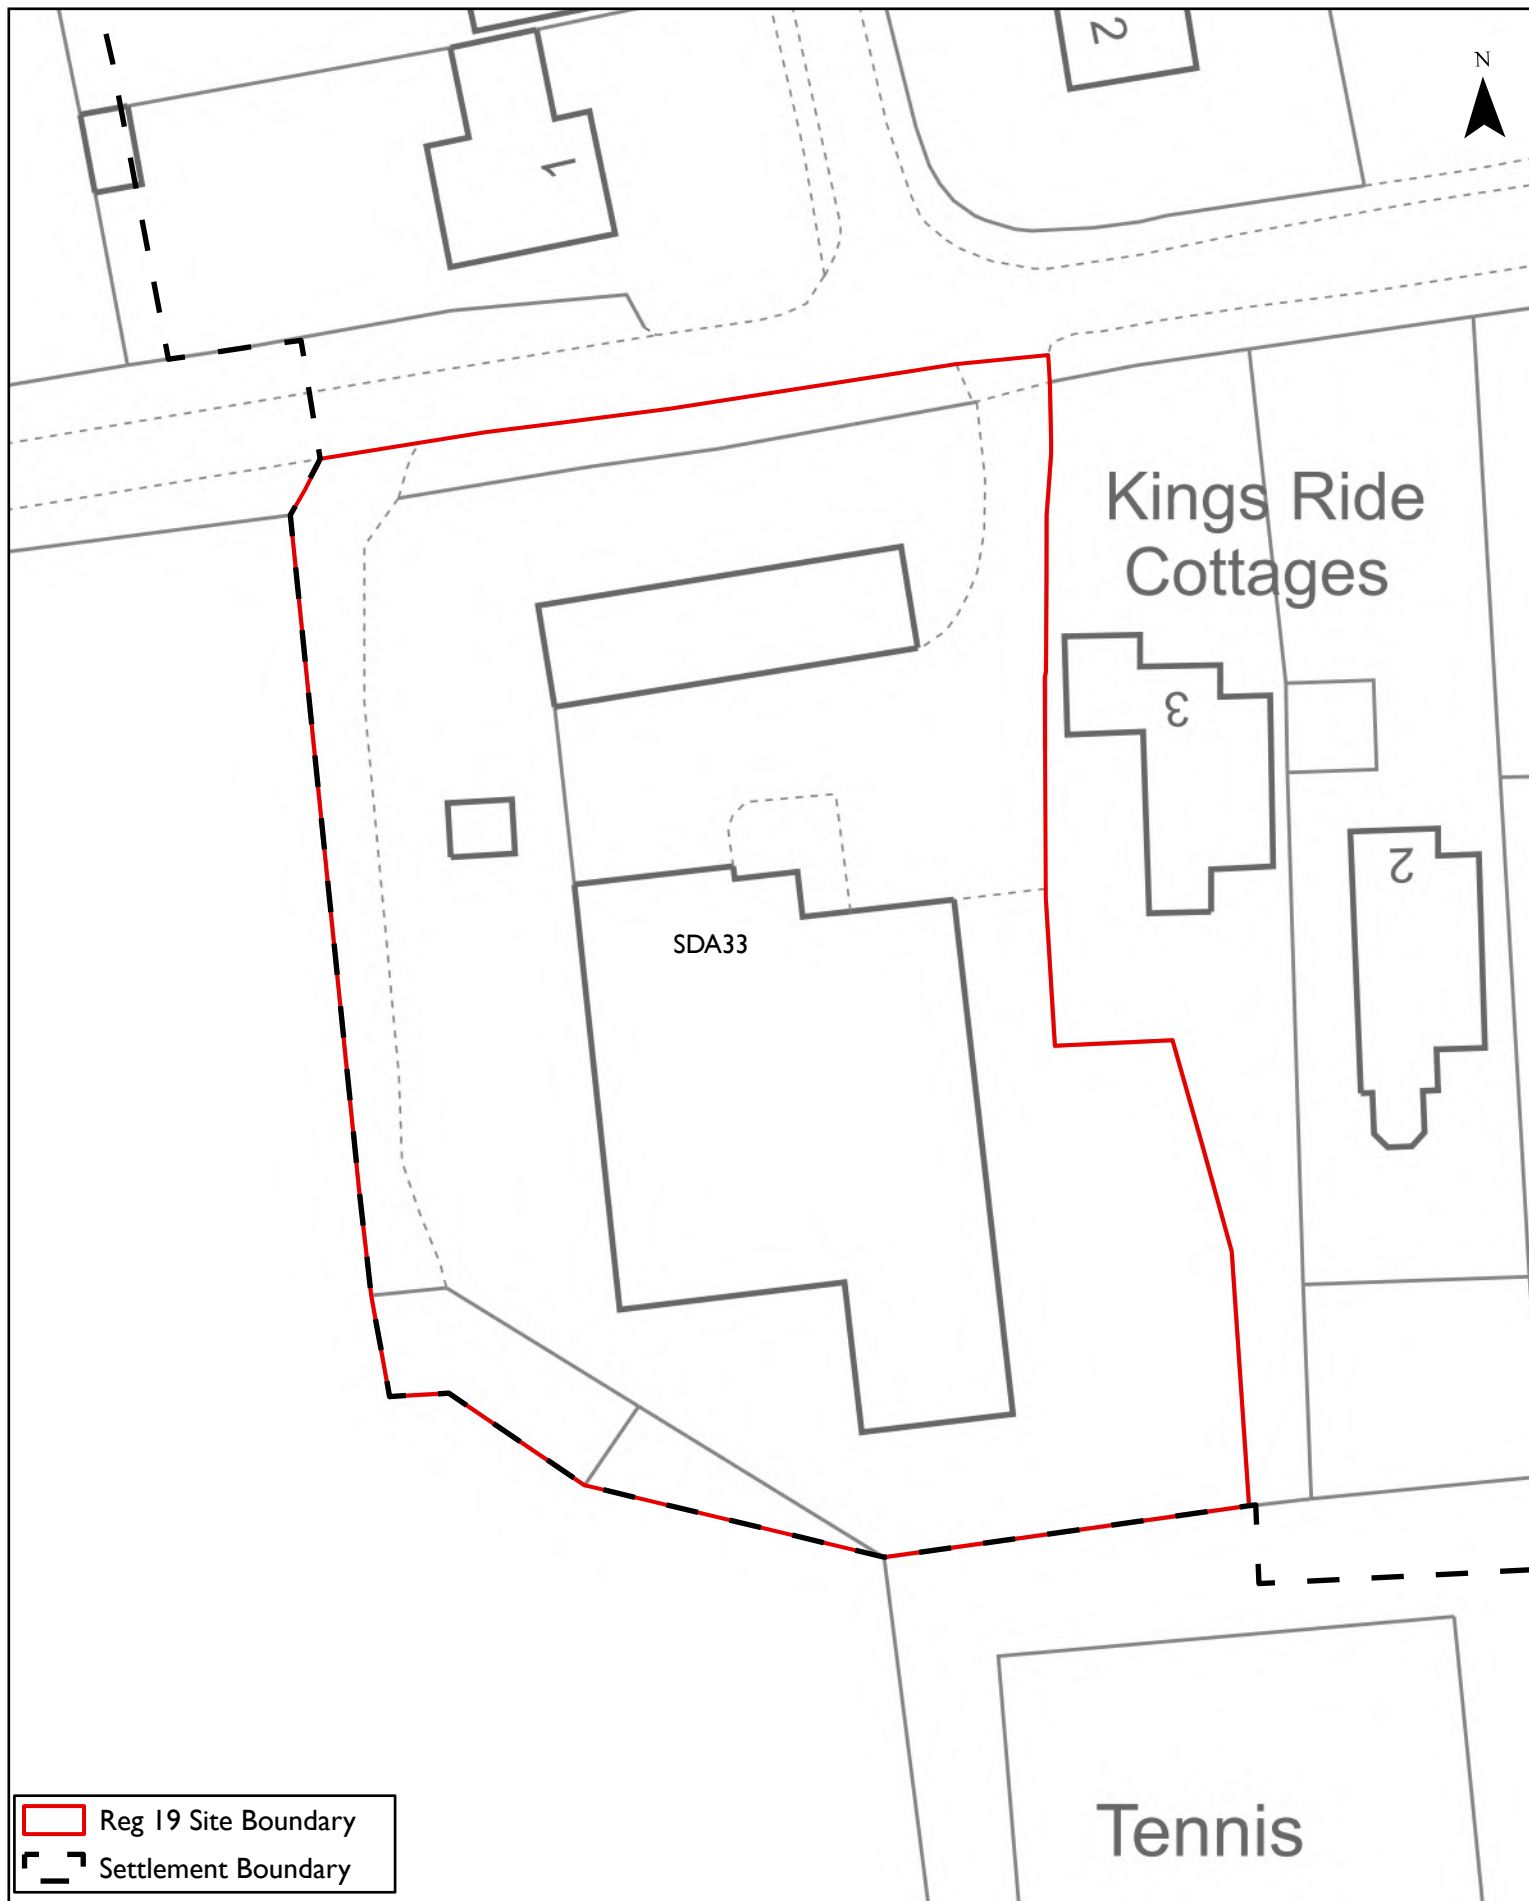 2
N
1
Kings Ride
Cottages
3
2
SDA33
Tennis
Reg 19 Site Boundary
Settlement Boundary